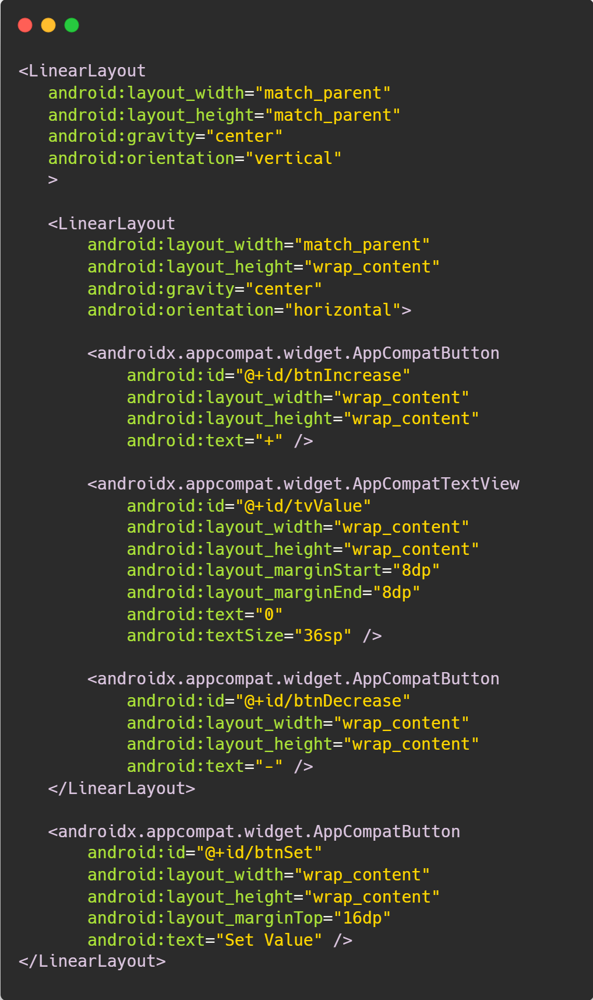 <LinearLayout
   android:layout_width="match_parent"
   android:layout_height="match_parent"
   android:gravity="center"
   android:orientation="vertical"
   >

   <LinearLayout
       android:layout_width="match_parent"
       android:layout_height="wrap_content"
       android:gravity="center"
       android:orientation="horizontal">

       <androidx.appcompat.widget.AppCompatButton
           android:id="@+id/btnIncrease"
           android:layout_width="wrap_content"
           android:layout_height="wrap_content"
           android:text="+" />

       <androidx.appcompat.widget.AppCompatTextView
           android:id="@+id/tvValue"
           android:layout_width="wrap_content"
           android:layout_height="wrap_content"
           android:layout_marginStart="8dp"
           android:layout_marginEnd="8dp"
           android:text="0"
           android:textSize="36sp" />

       <androidx.appcompat.widget.AppCompatButton
           android:id="@+id/btnDecrease"
           android:layout_width="wrap_content"
           android:layout_height="wrap_content"
           android:text="-" />
   </LinearLayout>

   <androidx.appcompat.widget.AppCompatButton
       android:id="@+id/btnSet"
       android:layout_width="wrap_content"
       android:layout_height="wrap_content"
       android:layout_marginTop="16dp"
       android:text="Set Value" />
</LinearLayout>